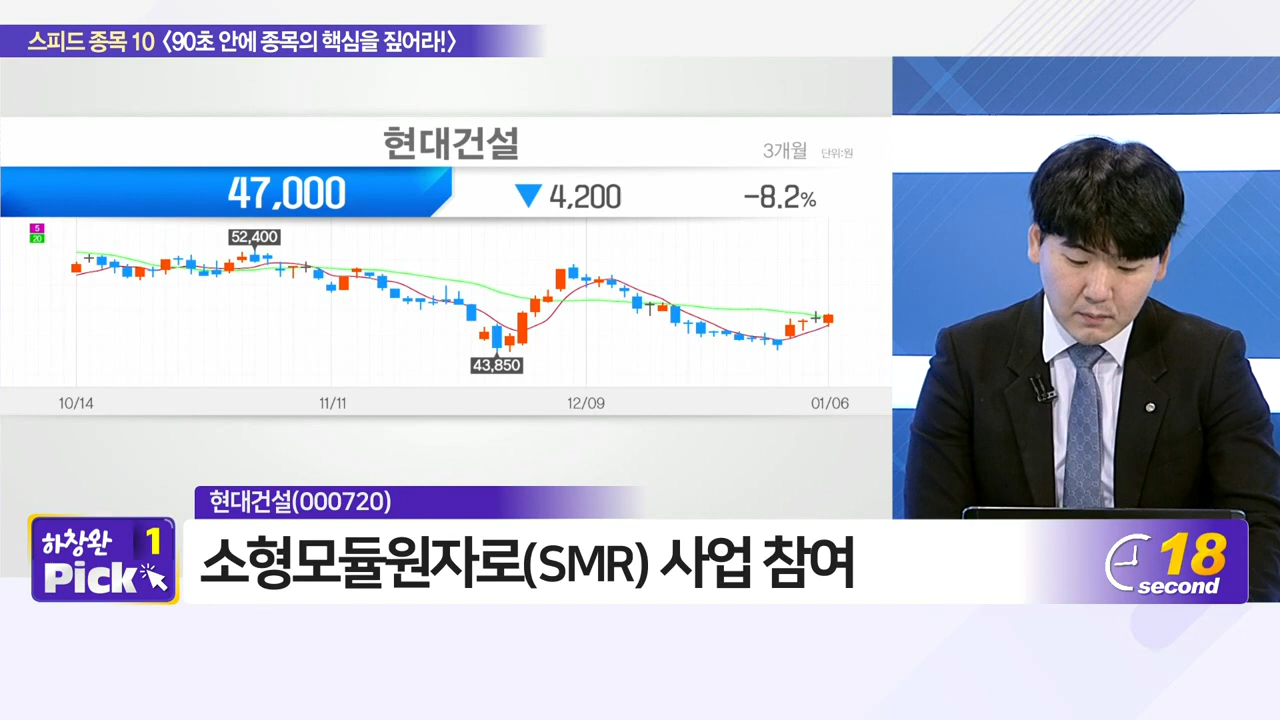 스피드 종목 10 〈90초 안에 종목의 핵심을 짚어라!〉
현대건설
3개월 단위:원
47,000 ▼4,200 -8.2%
5
20
52,400
43,850
10/14 11/11 12/09 01/06
현대건설(000720)
하창완 1
Pick
소형모듈원자로(SMR) 사업 참여
18
second